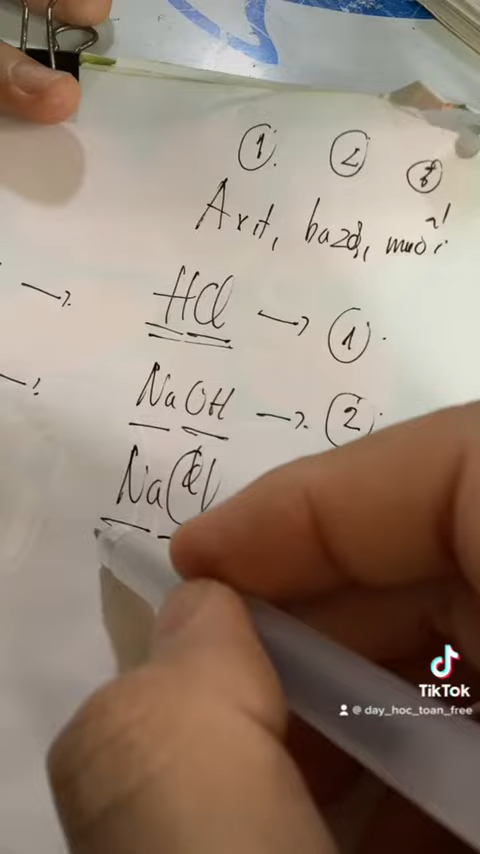 ① ② ③
Axit, bazơ, muối
→ HCl → ①
→ NaOH → ②
NaCl
TikTok
@ day_hoc_toan_free